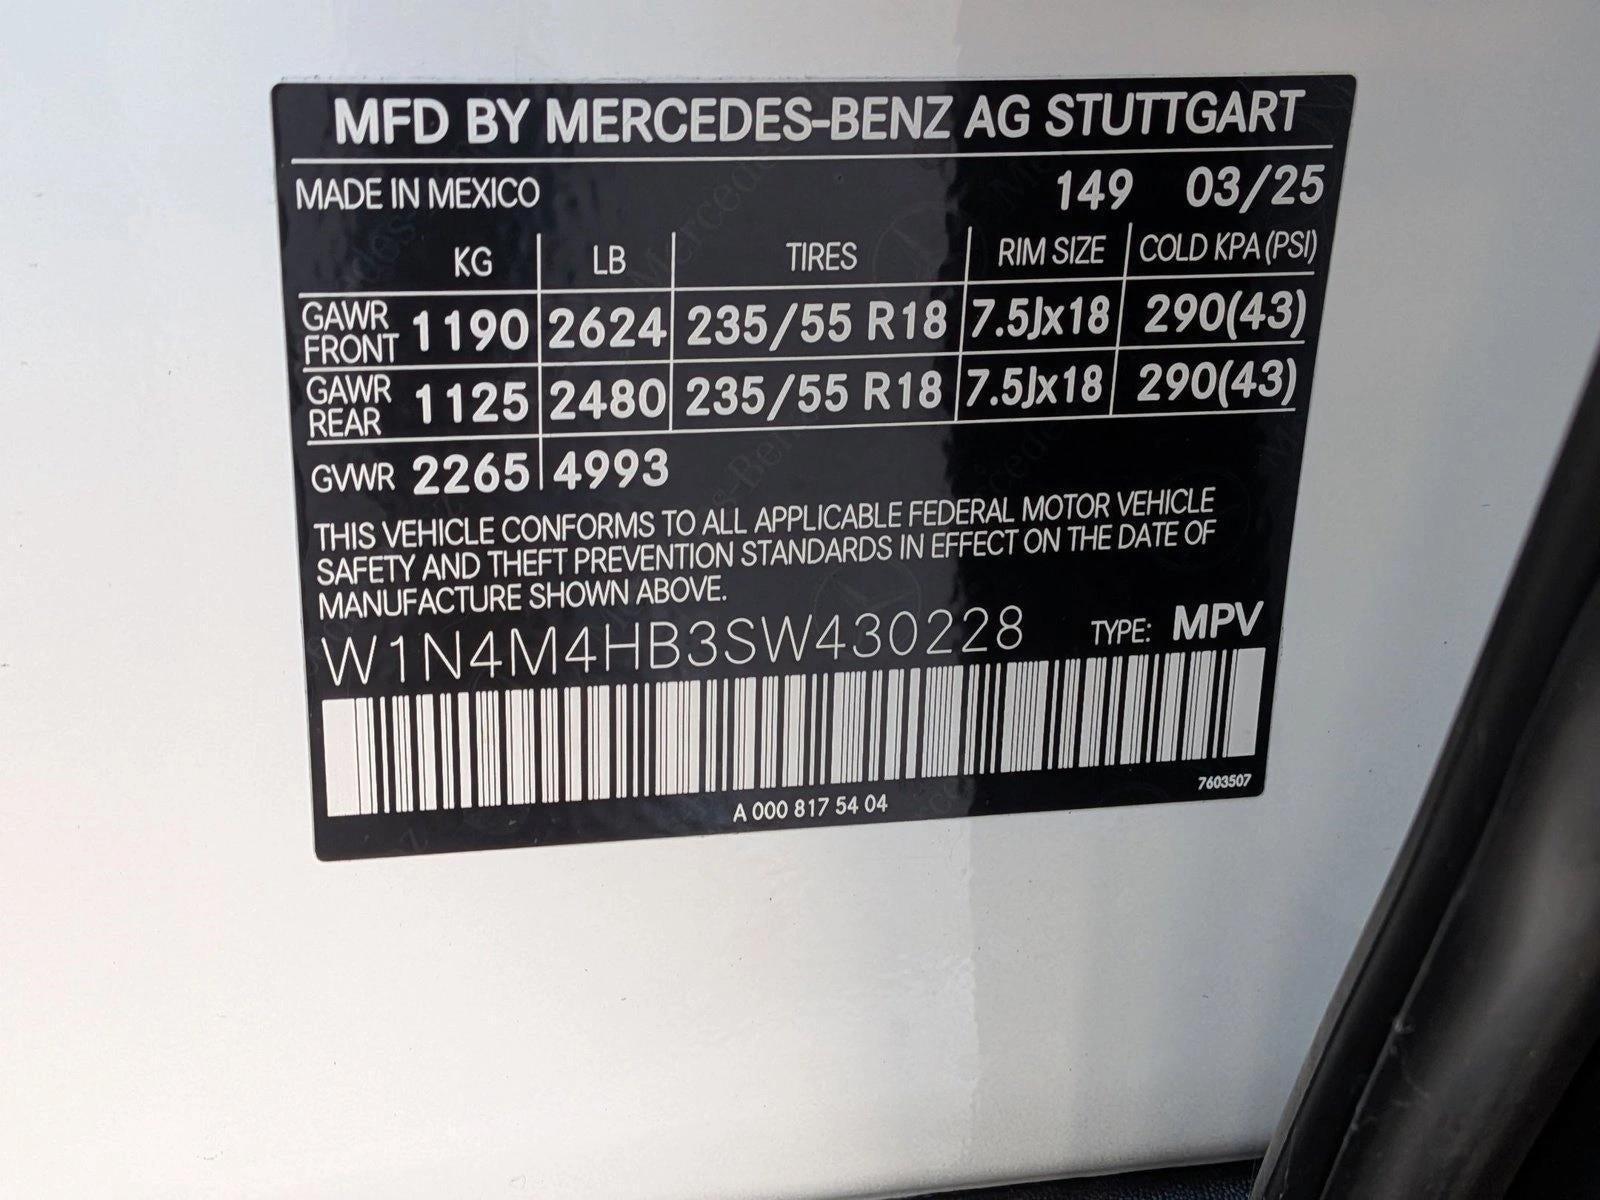 MFD BY MERCEDES-BENZ AG STUTTGART
MADE IN MEXICO 149 03/25
KG LB TIRES RIM SIZE COLD KPA (PSI)
GAWR FRONT 1190 2624 235/55 R18 7.5Jx18 290(43)
GAWR REAR 1125 2480 235/55 R18 7.5Jx18 290(43)
GVWR 2265 4993
THIS VEHICLE CONFORMS TO ALL APPLICABLE FEDERAL MOTOR VEHICLE
SAFETY AND THEFT PREVENTION STANDARDS IN EFFECT ON THE DATE OF
MANUFACTURE SHOWN ABOVE.
W1N4M4HB3SW430228 TYPE: MPV
7603507
A 000 817 54 04